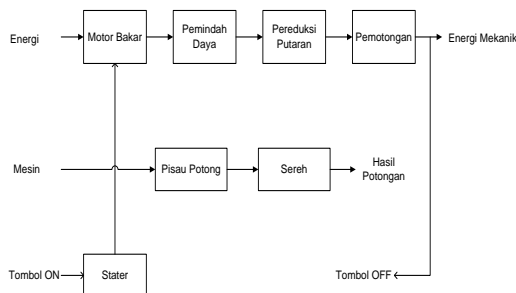 Energi
Motor Bakar
Pemindah
Daya
Pereduksi
Putaran
Pemotongan
Energi Mekanik
Mesin
Pisau Potong
Sereh
Hasil
Potongan
Tombol ON
Stater
Tombol OFF